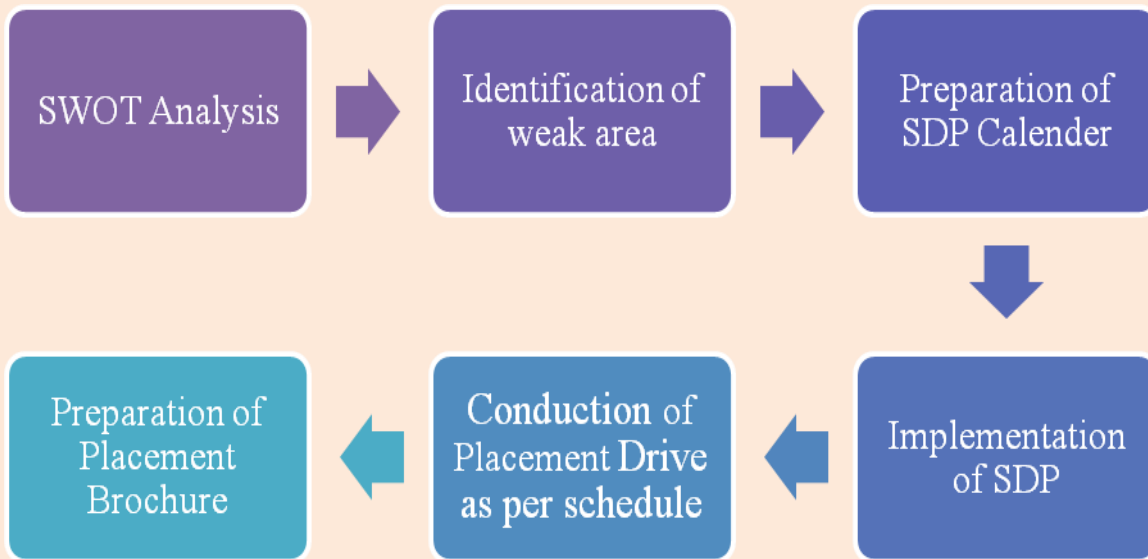 SWOT Analysis
Identification of
weak area
Preparation of
SDP Calender
Implementation
of SDP
Conduction of
Placement Drive
as per schedule
Preparation of
Placement
Brochure